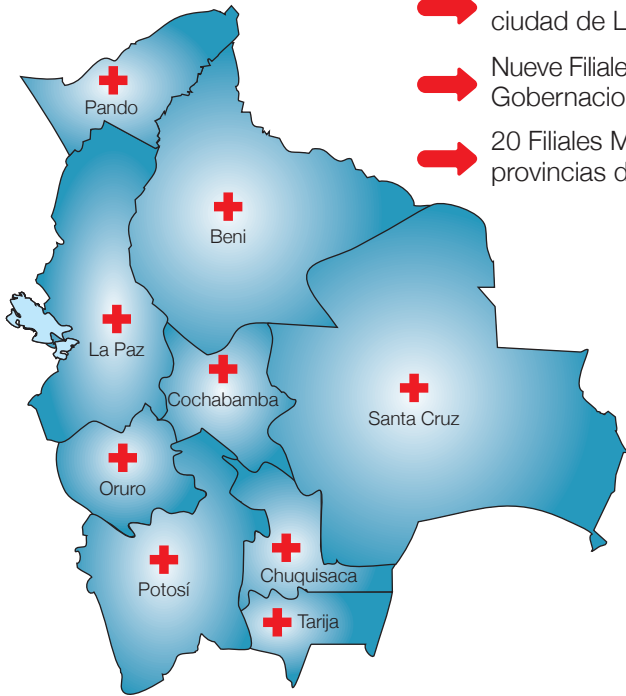 ciudad de L
Nueve Filiale
Gobernacio
20 Filiales M
provincias d
Pando
Beni
La Paz
Cochabamba
Santa Cruz
Oruro
Potosí
Chuquisaca
Tarija